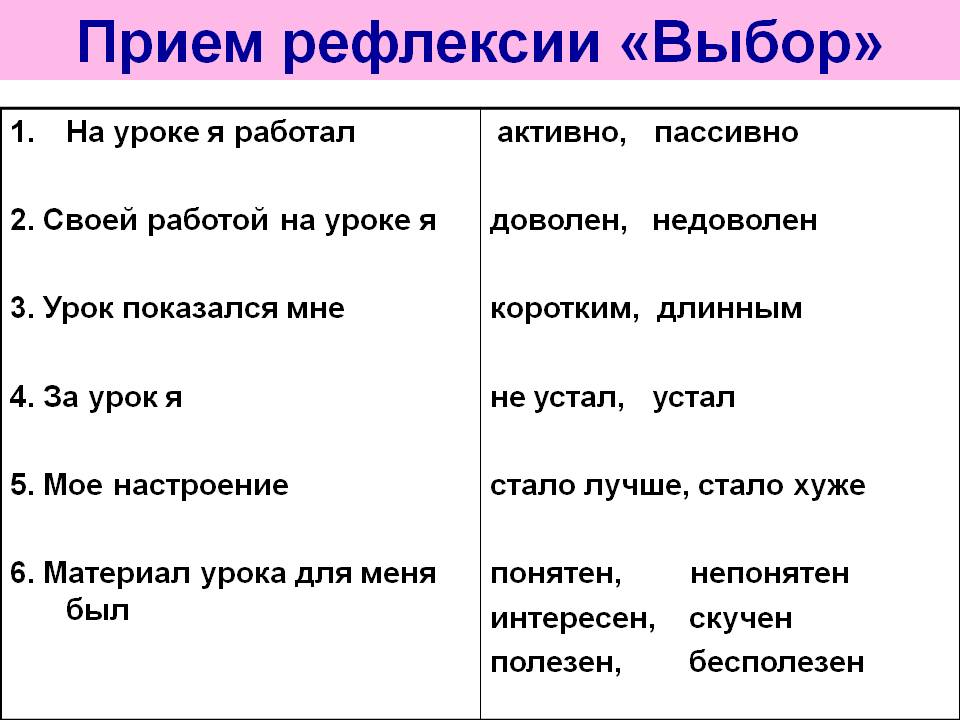 Прием рефлексии «Выбор»
1. На уроке я работал
активно, пассивно
2. Своей работой на уроке я
доволен, недоволен
3. Урок показался мне
коротким, длинным
4. За урок я
не устал, устал
5. Мое настроение
стало лучше, стало хуже
6. Материал урока для меня
был
понятен, непонятен
интересен, скучен
полезен, бесполезен